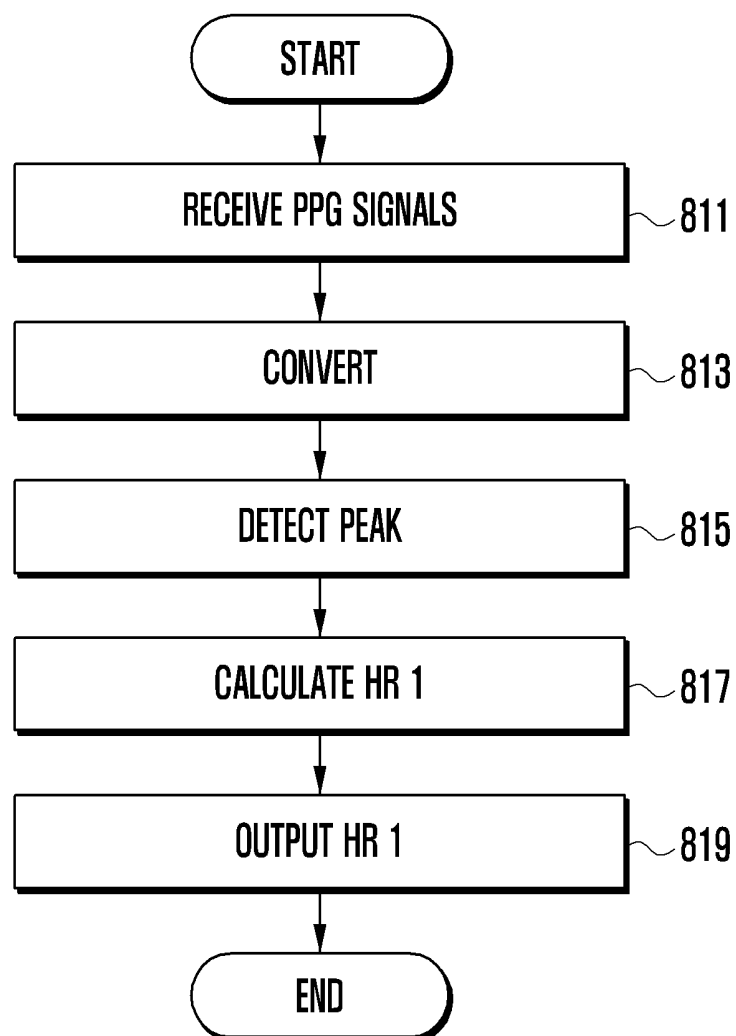 START
RECEIVE PPG SIGNALS
811
CONVERT
813
DETECT PEAK
815
CALCULATE HR 1
817
OUTPUT HR 1
819
END